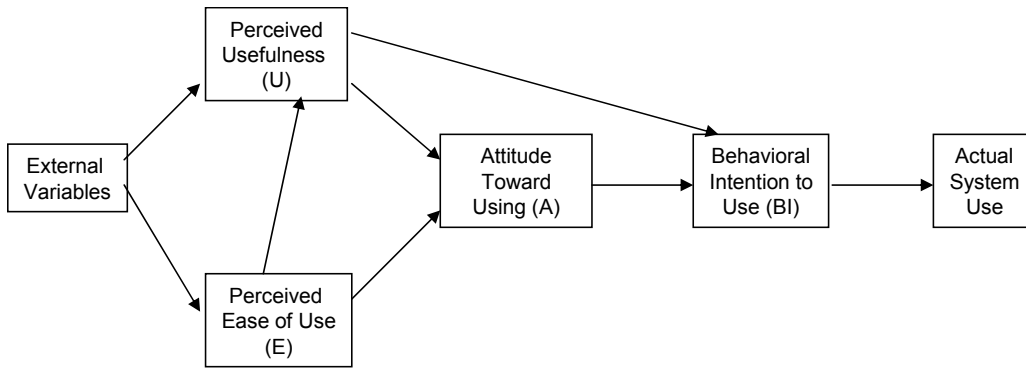 Perceived
Usefulness
(U)
External
Variables
Perceived
Ease of Use
(E)
Attitude
Toward
Using (A)
Behavioral
Intention to
Use (BI)
Actual
System
Use